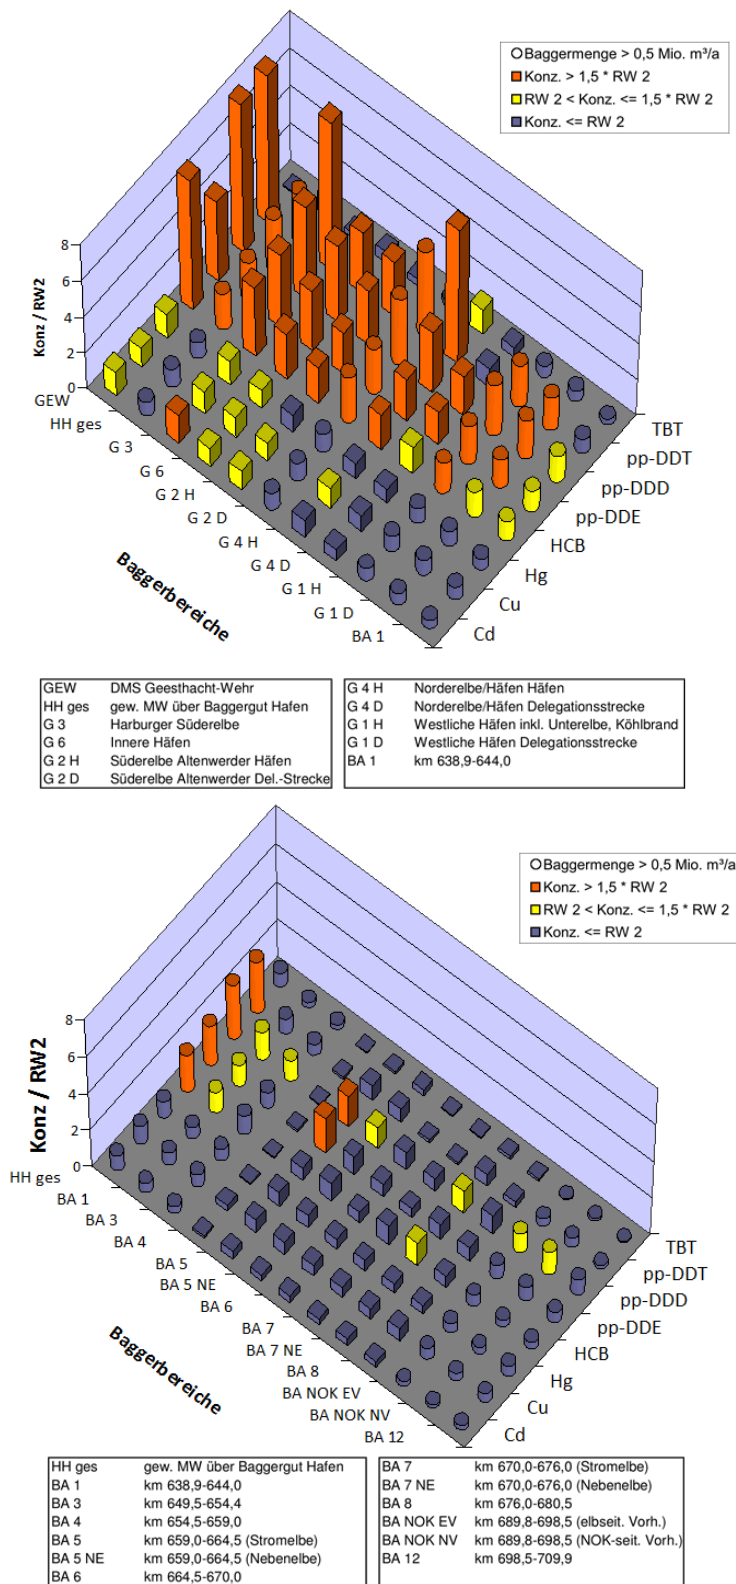 Baggermenge > 0,5 Mio. m³/a
Konz. > 1,5 * RW 2
RW 2 < Konz. <= 1,5 * RW 2
Konz. <= RW 2
Konz / RW2
8
6
4
2
0
GEW
HH ges
G 3
G 6
G 2 H
G 2 D
G 4 H
G 4 D
G 1 H
G 1 D
BA 1
Baggerbereiche
TBT
pp-DDT
pp-DDD
pp-DDE
HCB
Hg
Cu
Cd
GEW DMS Geesthacht-Wehr
HH ges gew. MW über Baggergut Hafen
G 3 Harburger Süderelbe
G 6 Innere Häfen
G 2 H Süderelbe Altenwerder Häfen
G 2 D Süderelbe Altenwerder Del.-Strecke
G 4 H Norderelbe/Häfen Häfen
G 4 D Norderelbe/Häfen Delegationsstrecke
G 1 H Westliche Häfen inkl. Unterelbe, Köhlbrand
G 1 D Westliche Häfen Delegationsstrecke
BA 1 km 638,9-644,0
Baggermenge > 0,5 Mio. m³/a
Konz. > 1,5 * RW 2
RW 2 < Konz. <= 1,5 * RW 2
Konz. <= RW 2
Konz / RW2
8
6
4
2
0
HH ges
BA 1
BA 3
BA 4
BA 5
BA 5 NE
BA 6
BA 7
BA 7 NE
BA 8
BA NOK EV
BA NOK NV
BA 12
Baggerbereiche
TBT
pp-DDT
pp-DDD
pp-DDE
HCB
Hg
Cu
Cd
HH ges gew. MW über Baggergut Hafen
BA 1 km 638,9-644,0
BA 3 km 649,5-654,4
BA 4 km 654,5-659,0
BA 5 km 659,0-664,5 (Stromelbe)
BA 5 NE km 659,0-664,5 (Nebenelbe)
BA 6 km 664,5-670,0
BA 7 km 670,0-676,0 (Stromelbe)
BA 7 NE km 670,0-676,0 (Nebenelbe)
BA 8 km 676,0-680,5
BA NOK EV km 689,8-698,5 (elbseit. Vorh.)
BA NOK NV km 689,8-698,5 (NOK-seit. Vorh.)
BA 12 km 698,5-709,9